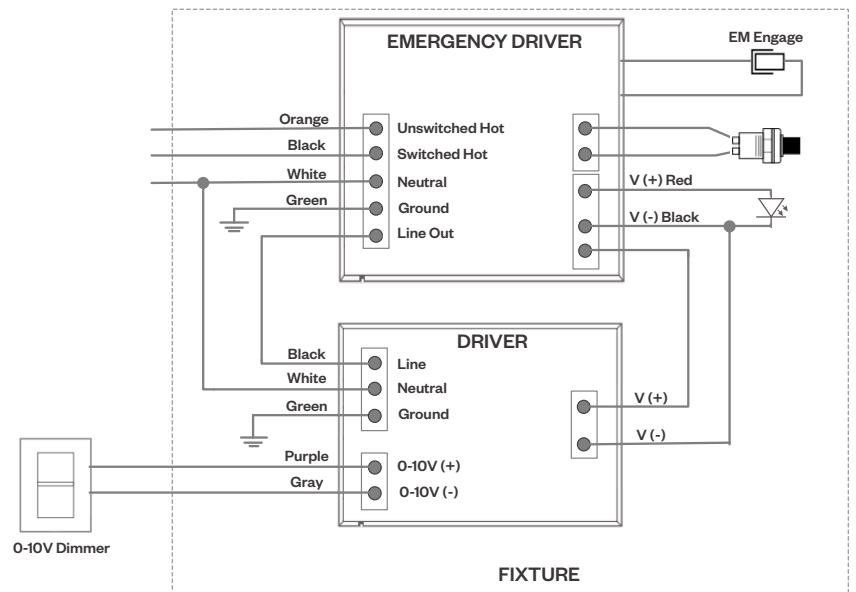 EMERGENCY DRIVER
EM Engage
Orange
Unswitched Hot
Black
Switched Hot
White
Neutral
V (+) Red
Green
Ground
V (-) Black
Line Out
DRIVER
Black
Line
White
Neutral
V (+)
Green
Ground
V (-)
Purple
0-10V (+)
Gray
0-10V (-)
0-10V Dimmer
FIXTURE